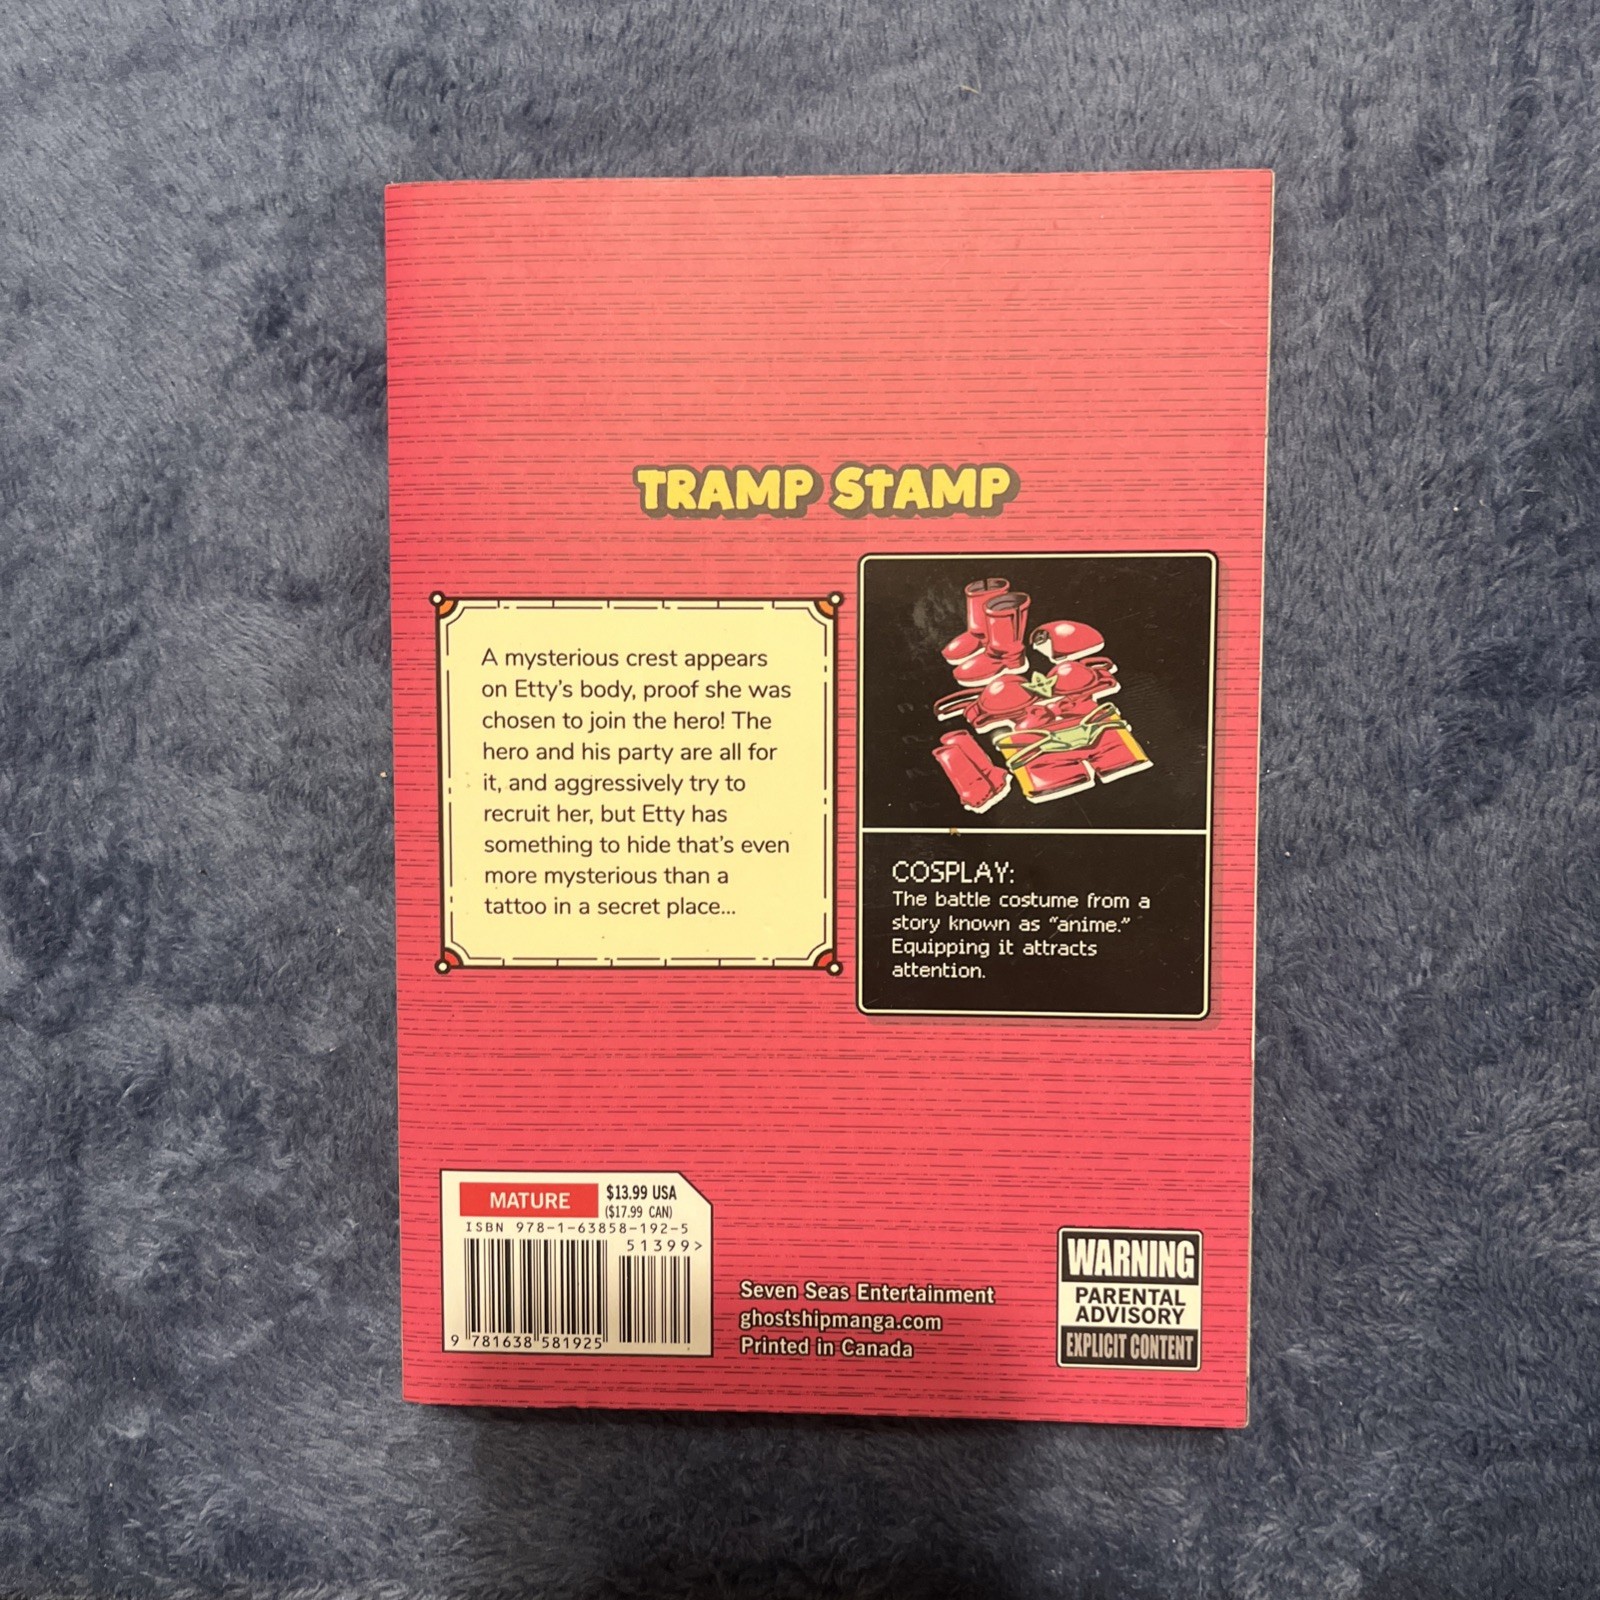 TRAMP STAMP
A mysterious crest appears
on Etty's body, proof she was
chosen to join the hero! The
hero and his party are all for
it, and aggressively try to
recruit her, but Etty has
something to hide that's even
more mysterious than a
tattoo in a secret place...
COSPLAY:
The battle costume from a
story known as "anime."
Equipping it attracts
attention.
MATURE
$13.99 USA
($17.99 CAN)
ISBN 978-1-63858-192-5
51399>
9 781638 581925
Seven Seas Entertainment
ghostshipmanga.com
Printed in Canada
WARNING
PARENTAL
ADVISORY
EXPLICIT CONTENT